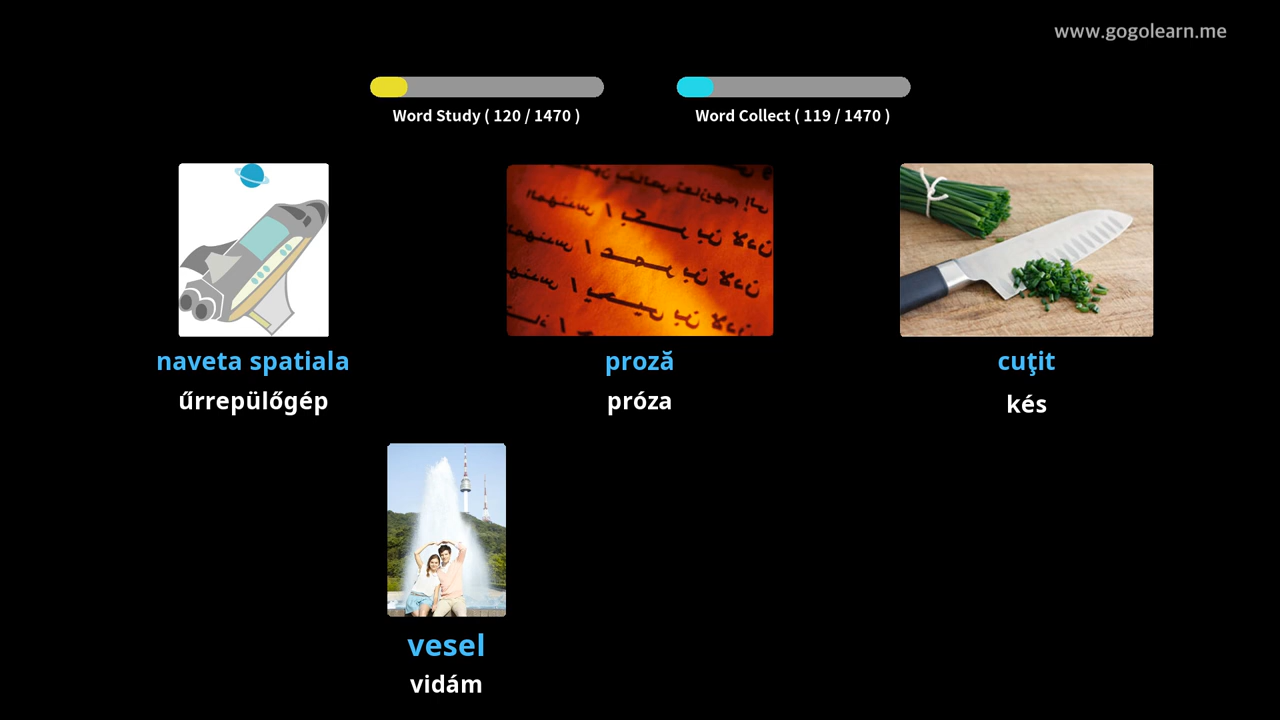 www.gogolearn.me
Word Study ( 120 / 1470 )
Word Collect ( 119 / 1470 )
naveta spatiala
űrrepülőgép
proză
próza
cuţit
kés
vesel
vidám